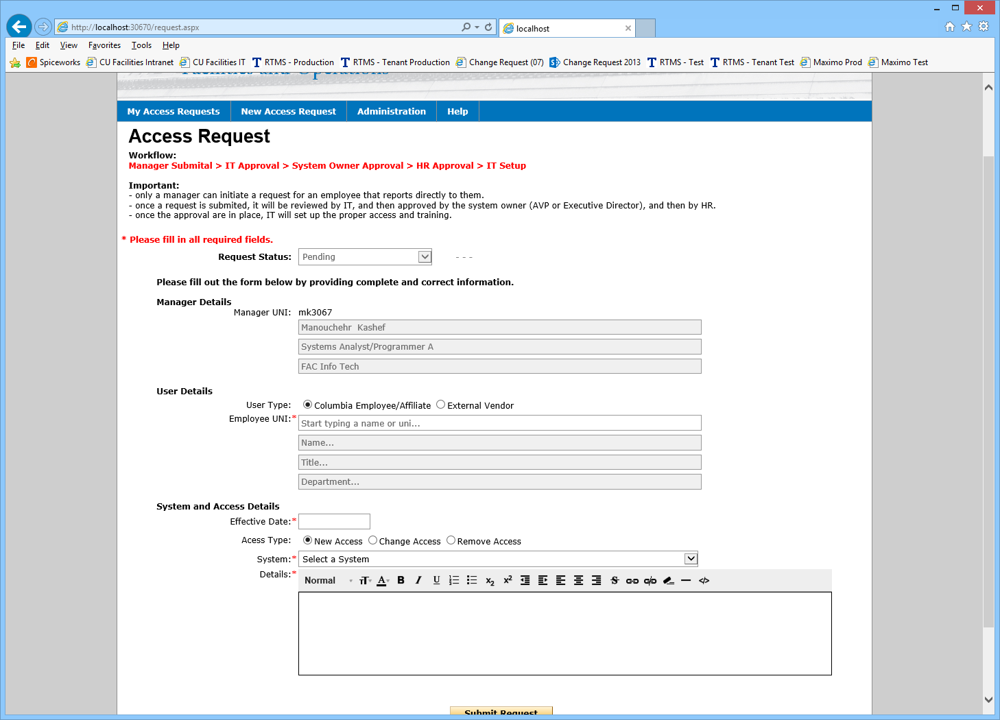 http://localhost:30670/request.aspx
localhost
File Edit View Favorites Tools Help
Spiceworks CU Facilities Intranet CU Facilities IT RTMS - Production RTMS - Tenant Production Change Request (07) Change Request 2013 RTMS - Test RTMS - Tenant Test Maximo Prod Maximo Test
Facilities and Operations
My Access Requests New Access Request Administration Help
Access Request
Workflow:
Manager Submital > IT Approval > System Owner Approval > HR Approval > IT Setup
Important:
- only a manager can initiate a request for an employee that reports directly to them.
- once a request is submited, it will be reviewed by IT, and then approved by the system owner (AVP or Executive Director), and then by HR.
- once the approval are in place, IT will set up the proper access and training.
* Please fill in all required fields.
Request Status: Pending - - -
Please fill out the form below by providing complete and correct information.
Manager Details
Manager UNI: mk3067
Manouchehr  Kashef
Systems Analyst/Programmer A
FAC Info Tech
User Details
User Type: Columbia Employee/Affiliate External Vendor
Employee UNI:* Start typing a name or uni...
Name...
Title...
Department...
System and Access Details
Effective Date:*
Acess Type: New Access Change Access Remove Access
System:* Select a System
Details:* Normal
Submit Request